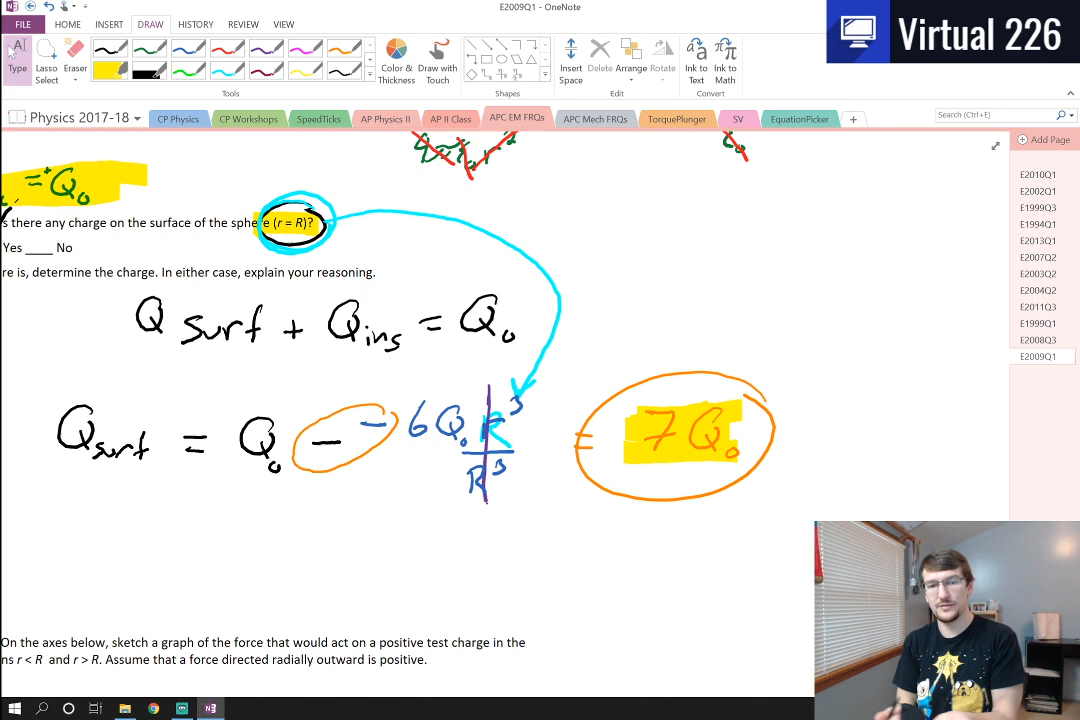 E2009Q1 - OneNote
FILE HOME INSERT DRAW HISTORY REVIEW VIEW
Virtual 226
Type Lasso Select Eraser Color & Thickness Draw with Touch Insert Space Delete Arrange Rotate Ink to Text Ink to Math
Tools Shapes Edit Convert
Physics 2017-18 CP Physics CP Workshops SpeedTicks AP Physics II AP II Class APC EM FRQs APC Mech FRQs TorquePlunger SV EquationPicker Search (Ctrl+E)
Add Page
E2010Q1
E2002Q1
E1999Q3
E1994Q1
E2013Q1
E2007Q2
E2003Q2
E2004Q2
E2011Q3
E1999Q1
E2008Q3
E2009Q1
= +Q₀
s there any charge on the surface of the sphere (r = R)?
Yes ____ No
re is, determine the charge. In either case, explain your reasoning.
Q surf + Q ins = Q₀
Q surf = Q₀ - - 6 Q₀ R³ / R³ = 7 Q₀
On the axes below, sketch a graph of the force that would act on a positive test charge in the
ns r < R and r > R. Assume that a force directed radially outward is positive.